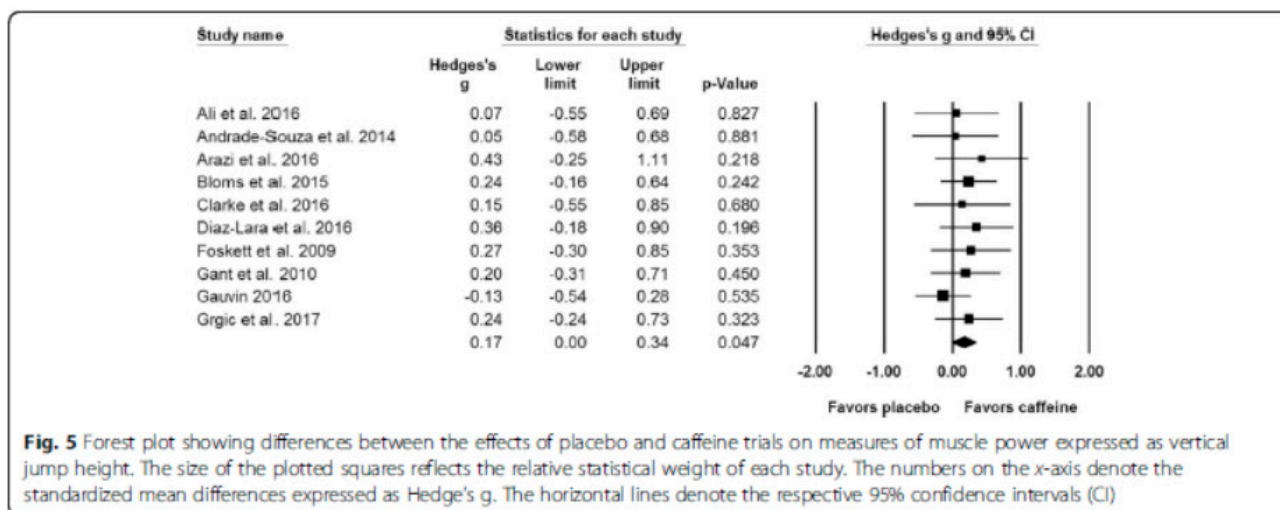 Study name Statistics for each study Hedges's g and 95% CI
Hedges's g Lower limit Upper limit p-Value
Ali et al. 2016 0.07 -0.55 0.69 0.827
Andrade-Souza et al. 2014 0.05 -0.58 0.68 0.881
Arazi et al. 2016 0.43 -0.25 1.11 0.218
Bloms et al. 2015 0.24 -0.16 0.64 0.242
Clarke et al. 2016 0.15 -0.55 0.85 0.680
Diaz-Lara et al. 2016 0.36 -0.18 0.90 0.196
Foskett et al. 2009 0.27 -0.30 0.85 0.353
Gant et al. 2010 0.20 -0.31 0.71 0.450
Gauvin 2016 -0.13 -0.54 0.28 0.535
Grgic et al. 2017 0.24 -0.24 0.73 0.323
0.17 0.00 0.34 0.047
-2.00 -1.00 0.00 1.00 2.00
Favors placebo Favors caffeine
Fig. 5 Forest plot showing differences between the effects of placebo and caffeine trials on measures of muscle power expressed as vertical
jump height. The size of the plotted squares reflects the relative statistical weight of each study. The numbers on the x-axis denote the
standardized mean differences expressed as Hedge's g. The horizontal lines denote the respective 95% confidence intervals (CI)